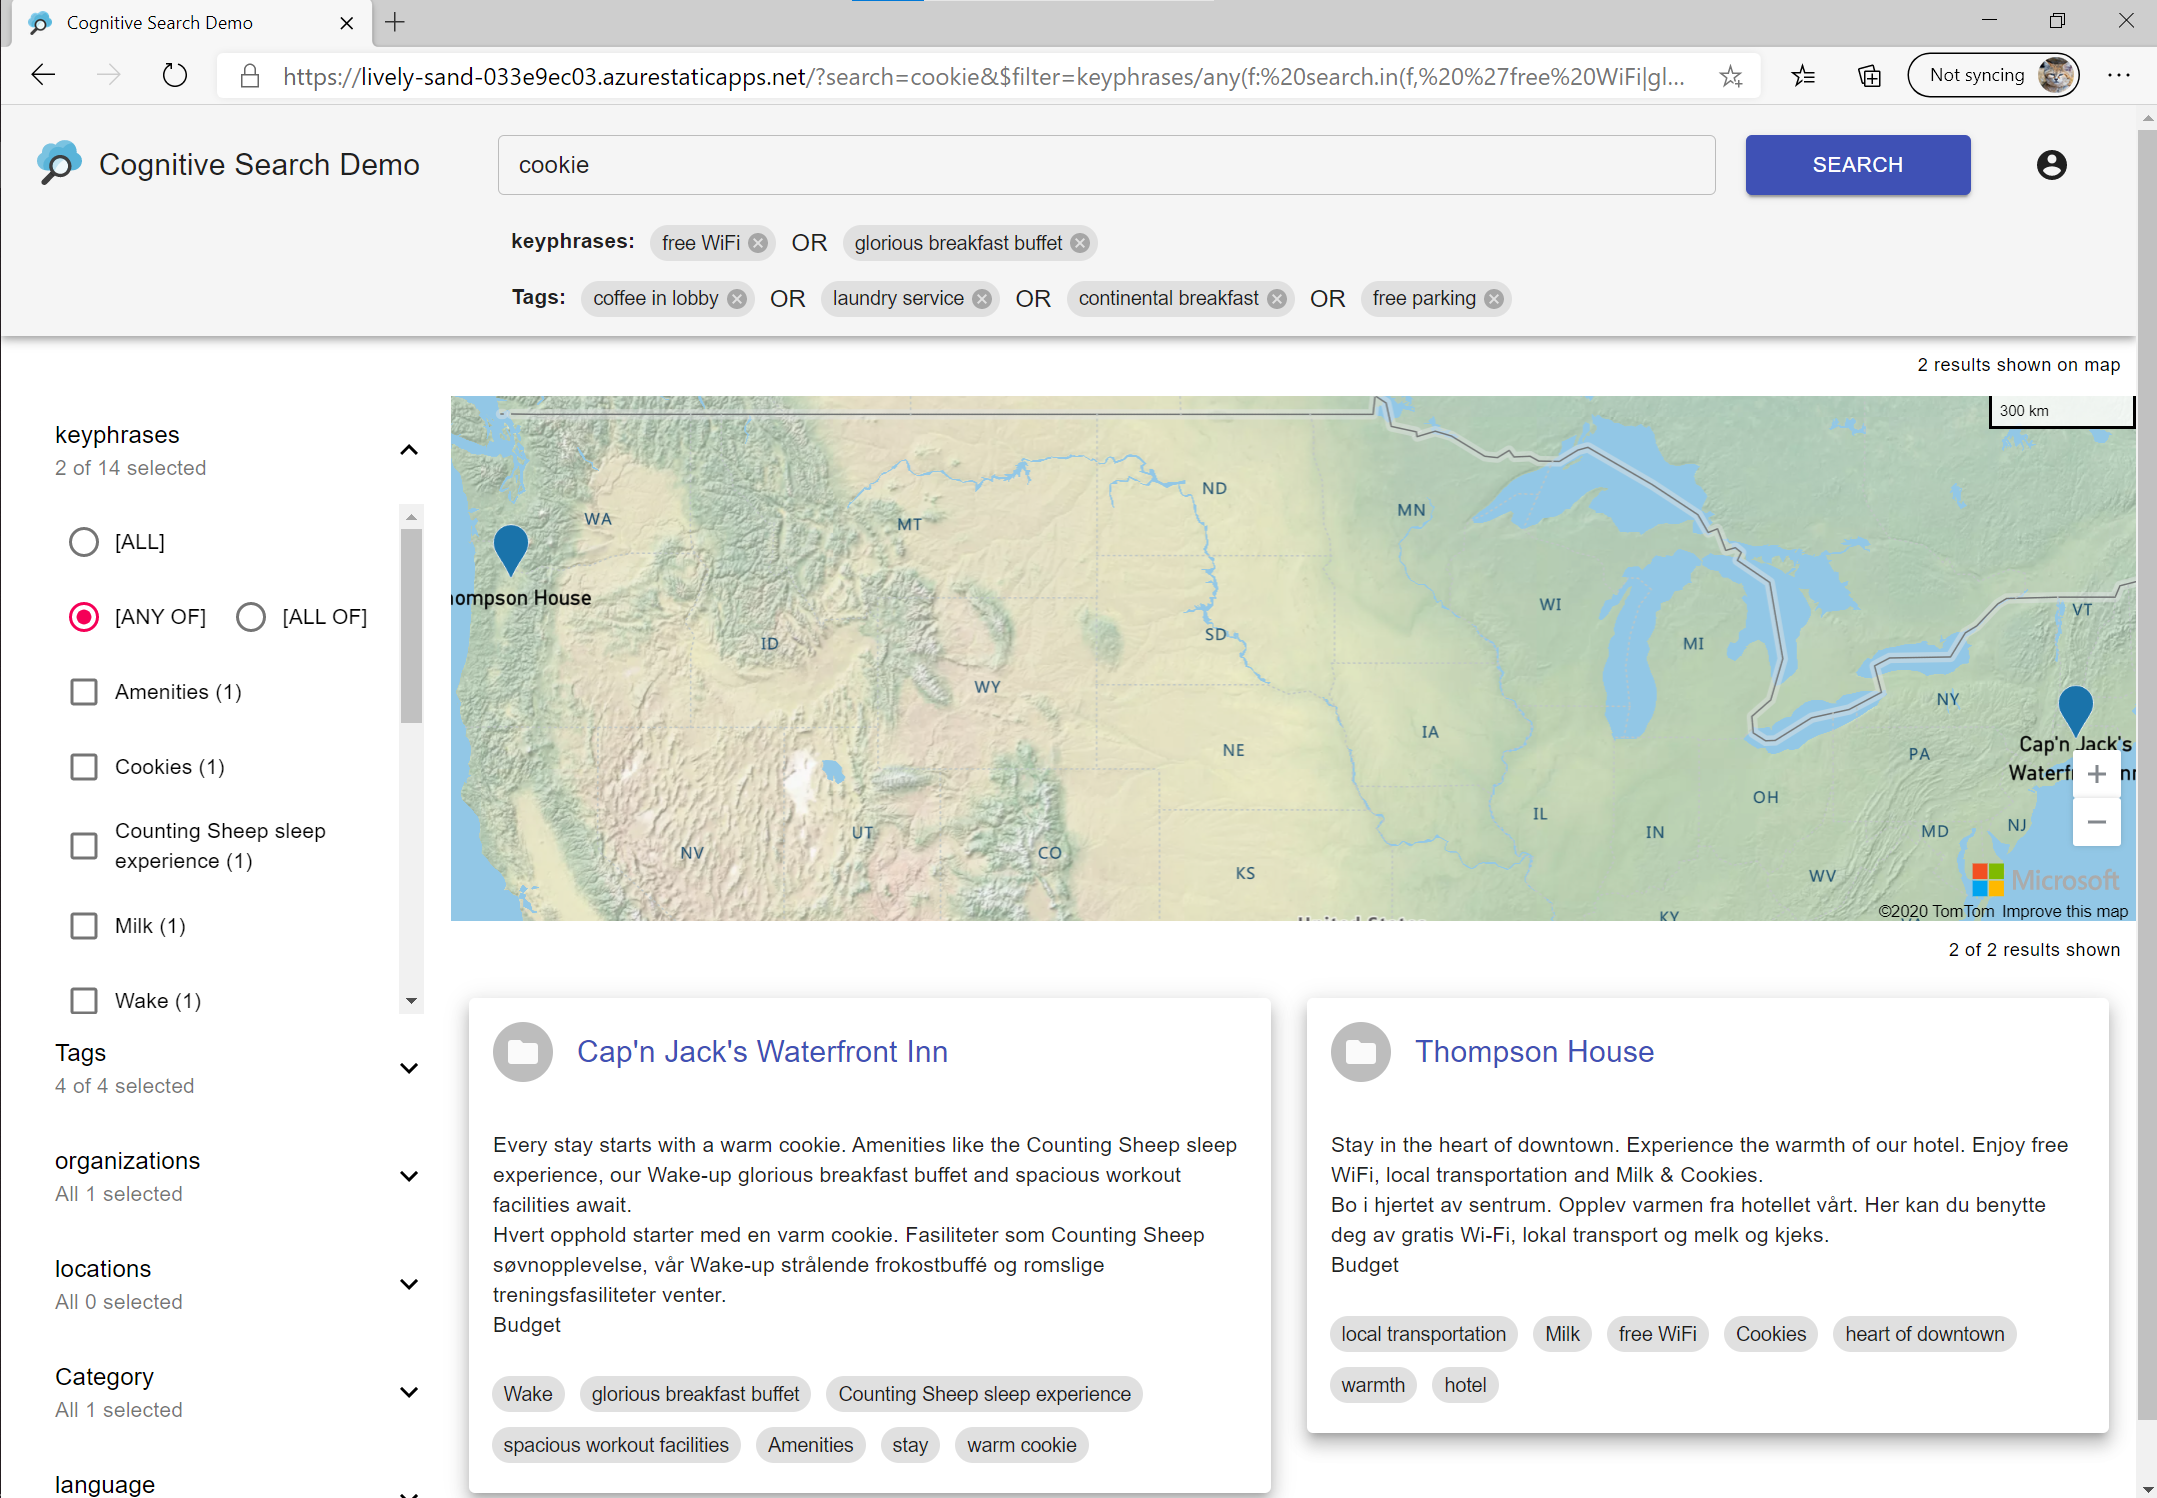 Cognitive Search Demo
https://lively-sand-033e9ec03.azurestaticapps.net/?search=cookie&$filter=keyphrases/any(f:%20search.in(f,%20%27free%20WiFi|gl...
Not syncing
Cognitive Search Demo
cookie
SEARCH
keyphrases: free WiFi OR glorious breakfast buffet
Tags: coffee in lobby OR laundry service OR continental breakfast OR free parking
2 results shown on map
keyphrases
2 of 14 selected
[ALL]
[ANY OF] [ALL OF]
Amenities (1)
Cookies (1)
Counting Sheep sleep
experience (1)
Milk (1)
Wake (1)
Tags
4 of 4 selected
organizations
All 1 selected
locations
All 0 selected
Category
All 1 selected
language
300 km
WA
MT
ND
MN
ompson House
ID
SD
WI
MI
VT
WY
NY
NE
IA
PA
Cap'n Jack's
Waterf
NV
UT
CO
KS
IL
IN
OH
WV
MD
NJ
KY
Microsoft
©2020 TomTom Improve this map
2 of 2 results shown
Cap'n Jack's Waterfront Inn
Every stay starts with a warm cookie. Amenities like the Counting Sheep sleep
experience, our Wake-up glorious breakfast buffet and spacious workout
facilities await.
Hvert opphold starter med en varm cookie. Fasiliteter som Counting Sheep
søvnopplevelse, vår Wake-up strålende frokostbuffé og romslige
treningsfasiliteter venter.
Budget
Wake glorious breakfast buffet Counting Sheep sleep experience
spacious workout facilities Amenities stay warm cookie
Thompson House
Stay in the heart of downtown. Experience the warmth of our hotel. Enjoy free
WiFi, local transportation and Milk & Cookies.
Bo i hjertet av sentrum. Opplev varmen fra hotellet vårt. Her kan du benytte
deg av gratis Wi-Fi, lokal transport og melk og kjeks.
Budget
local transportation Milk free WiFi Cookies heart of downtown
warmth hotel